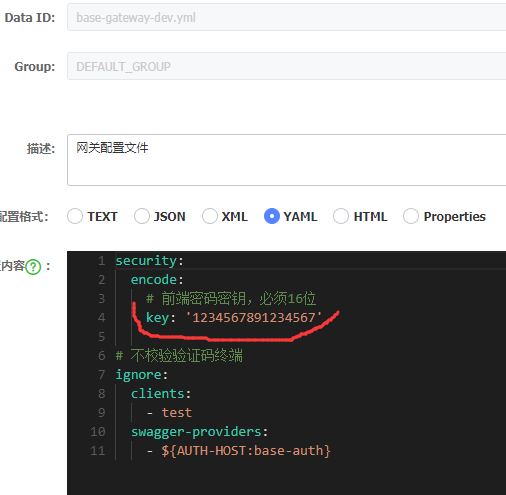 Data ID: base-gateway-dev.yml
Group: DEFAULT_GROUP
描述: 网关配置文件
配置格式: TEXT JSON XML YAML HTML Properties
内容 ? :
1 security:
2 encode:
3 # 前端密码密钥，必须16位
4 key: '1234567891234567'
5
6 # 不校验验证码终端
7 ignore:
8 clients:
9 - test
10 swagger-providers:
11 - ${AUTH-HOST:base-auth}